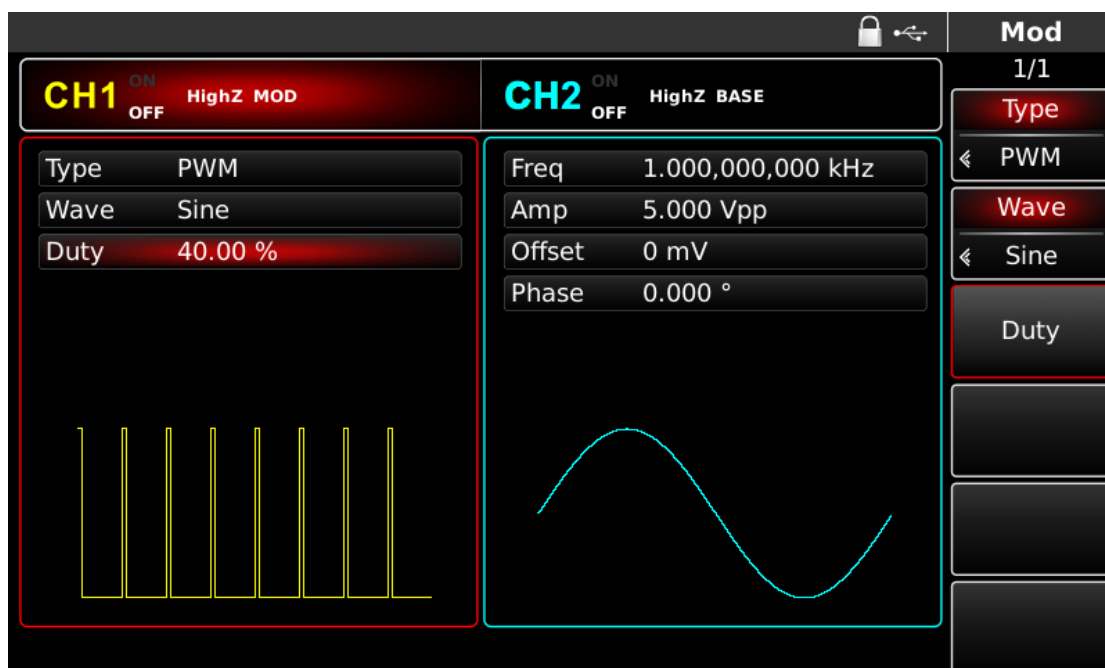 Mod
1/1
CH1 ON OFF HighZ MOD
CH2 ON OFF HighZ BASE
Type PWM
Wave Sine
Duty 40.00 %
Freq 1.000,000,000 kHz
Amp 5.000 Vpp
Offset 0 mV
Phase 0.000 °
Type
PWM
Wave
Sine
Duty